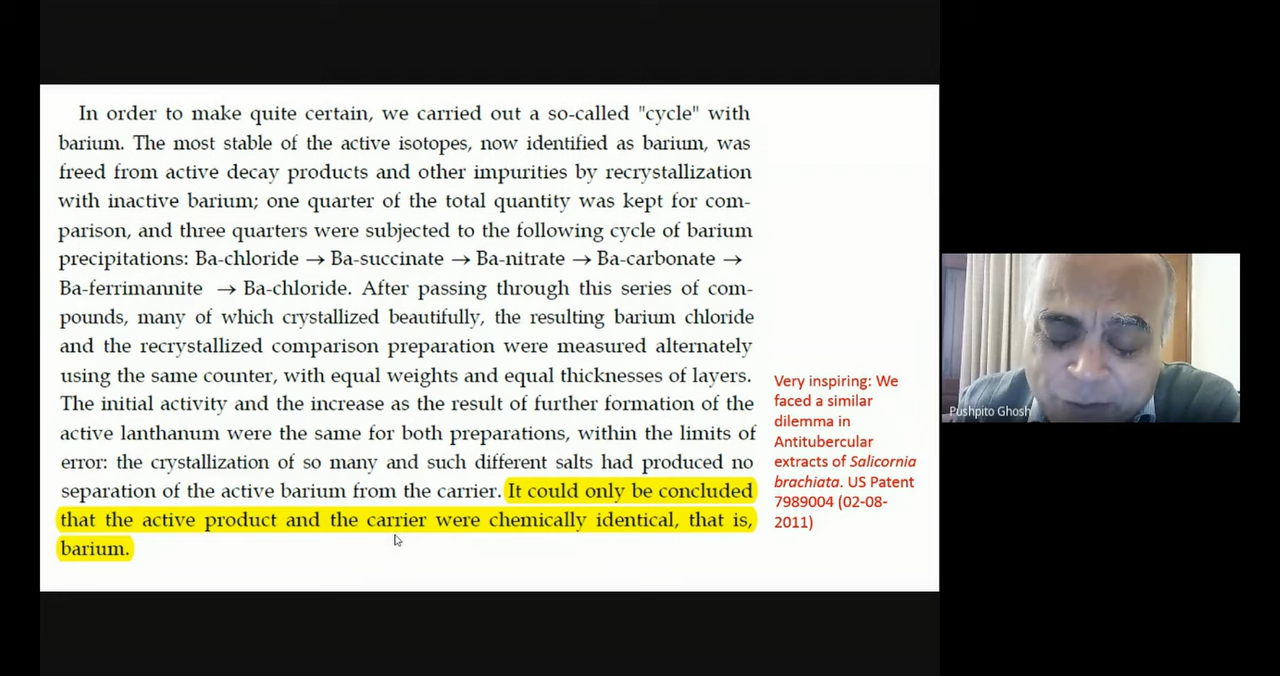 In order to make quite certain, we carried out a so-called "cycle" with
barium. The most stable of the active isotopes, now identified as barium, was
freed from active decay products and other impurities by recrystallization
with inactive barium; one quarter of the total quantity was kept for com-
parison, and three quarters were subjected to the following cycle of barium
precipitations: Ba-chloride → Ba-succinate → Ba-nitrate → Ba-carbonate →
Ba-ferrimannite → Ba-chloride. After passing through this series of com-
pounds, many of which crystallized beautifully, the resulting barium chloride
and the recrystallized comparison preparation were measured alternately
using the same counter, with equal weights and equal thicknesses of layers.
The initial activity and the increase as the result of further formation of the
active lanthanum were the same for both preparations, within the limits of
error: the crystallization of so many and such different salts had produced no
separation of the active barium from the carrier. It could only be concluded
that the active product and the carrier were chemically identical, that is,
barium.
Very inspiring: We
faced a similar
dilemma in
Antitubercular
extracts of Salicornia
brachiata. US Patent
7989004 (02-08-
2011)
Pushpito Ghosh